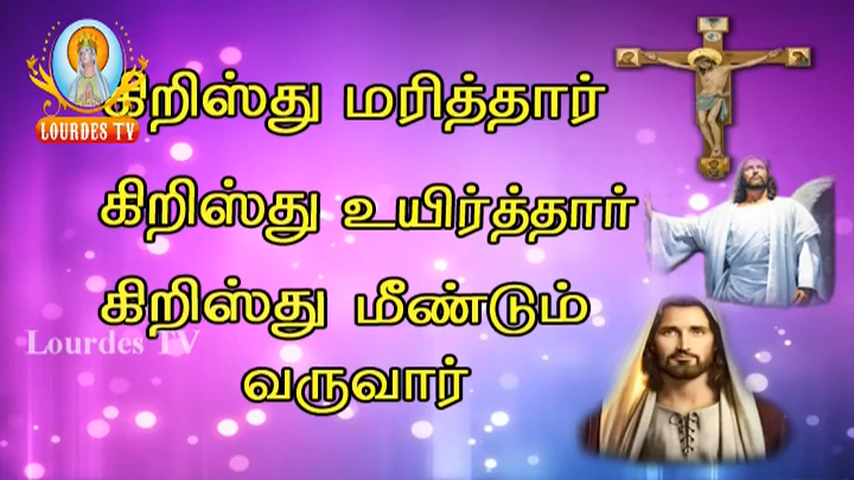 LOURDES TV
கிறிஸ்து மரித்தார்
கிறிஸ்து உயிர்த்தார்
கிறிஸ்து மீண்டும்
வருவார்
Lourdes TV